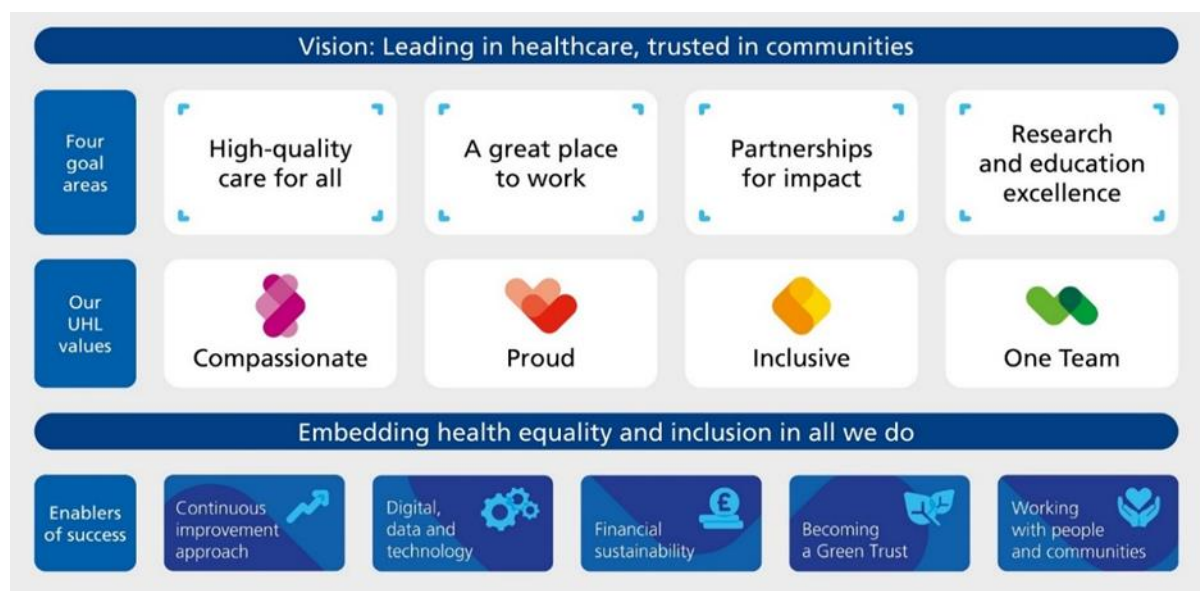 Vision: Leading in healthcare, trusted in communities
Four
goal
areas
High-quality
care for all
A great place
to work
Partnerships
for impact
Research
and education
excellence
Our
UHL
values
Compassionate
Proud
Inclusive
One Team
Embedding health equality and inclusion in all we do
Enablers
of success
Continuous
improvement
approach
Digital,
data and
technology
£
Financial
sustainability
Becoming
a Green Trust
Working
with people
and communities